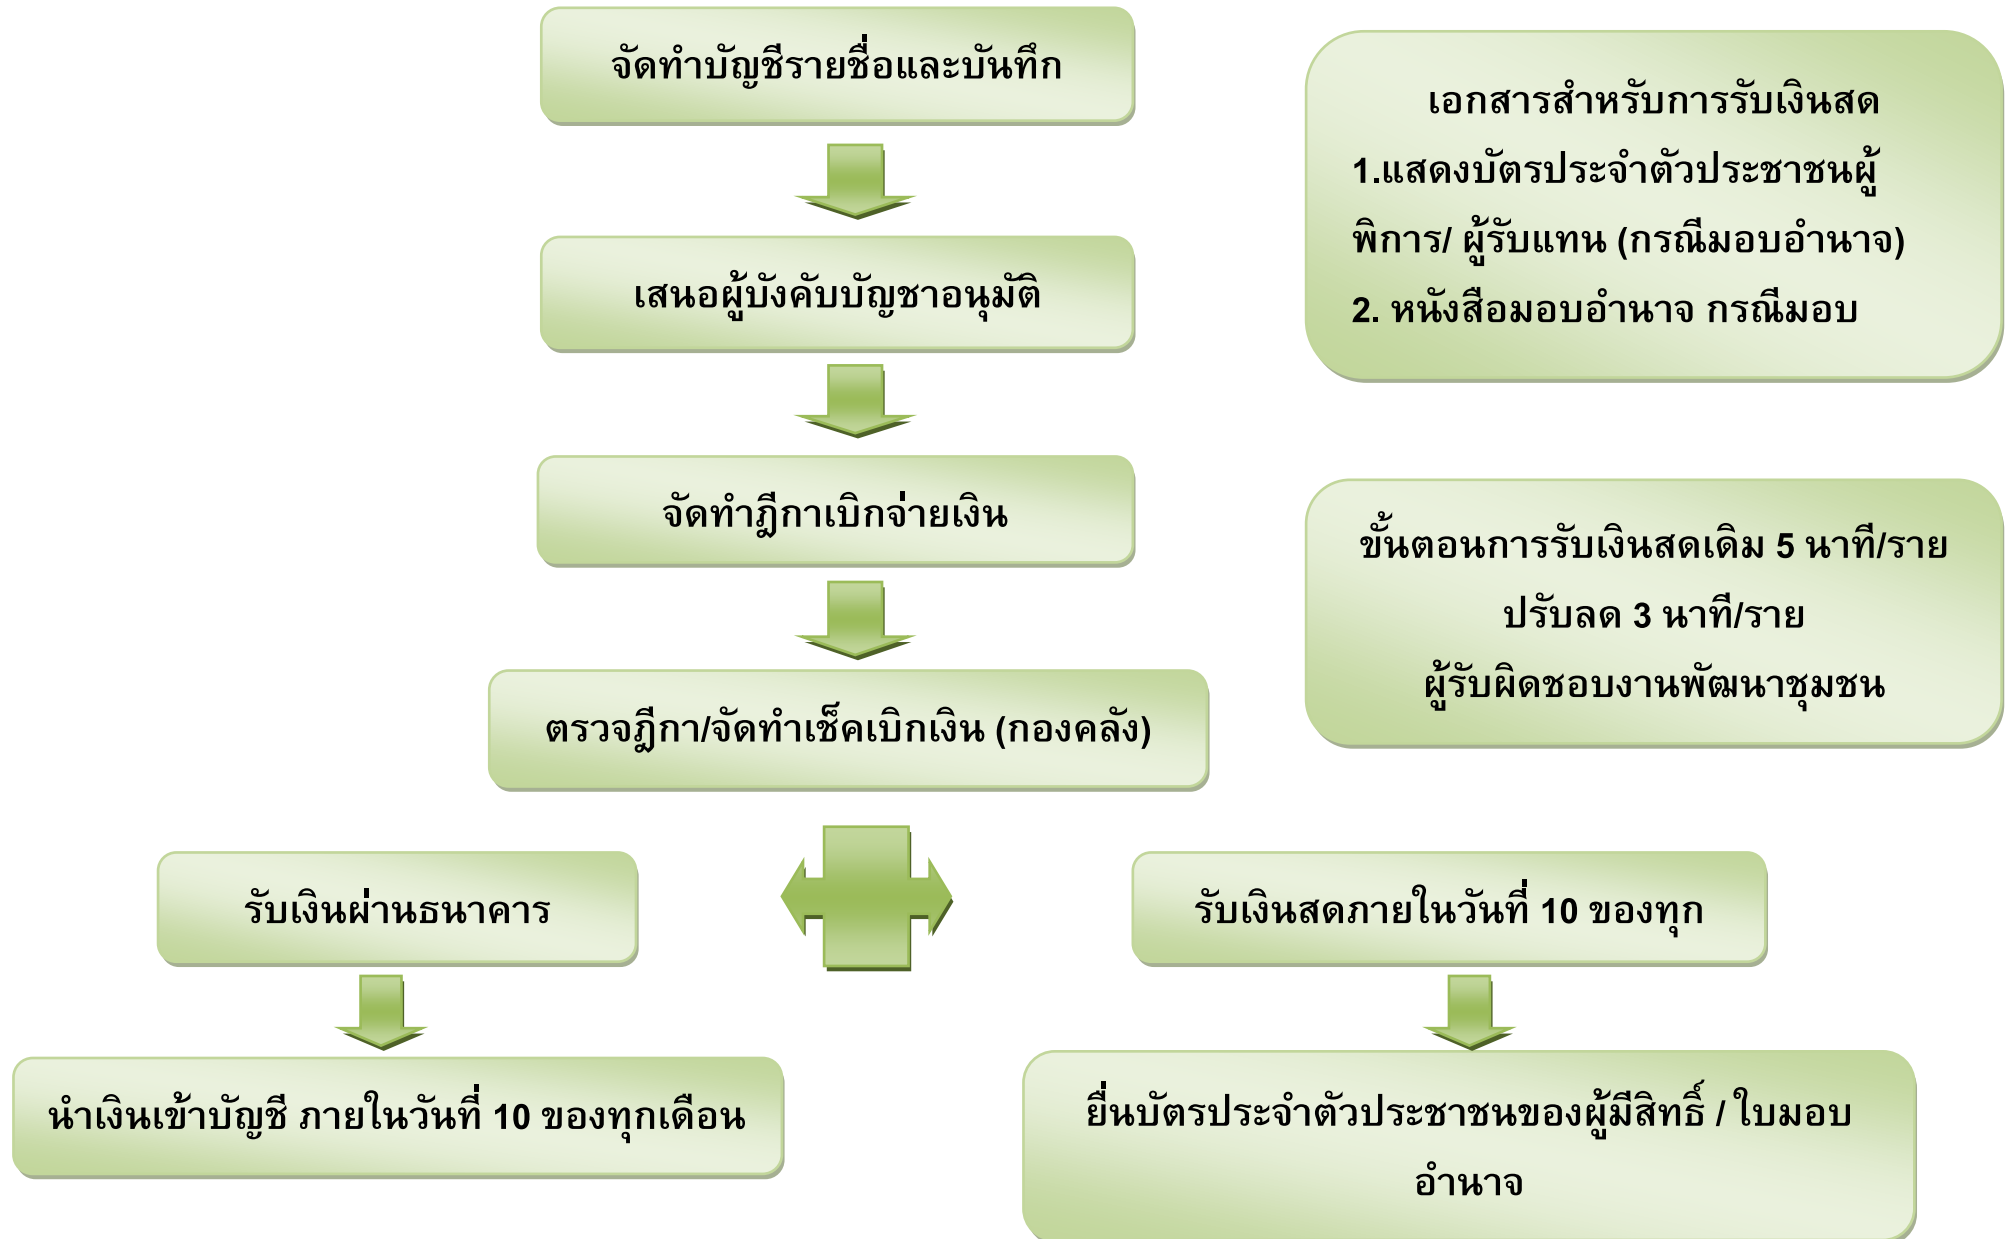 จัดทำบัญชีรายชื่อและบันทึก
เสนอผู้บังคับบัญชาอนุมัติ
จัดทำฎีกาเบิกจ่ายเงิน
ตรวจฎีกา/จัดทำเช็คเบิกเงิน (กองคลัง)
รับเงินผ่านธนาคาร
นำเงินเข้าบัญชี ภายในวันที่ 10 ของทุกเดือน
รับเงินสดภายในวันที่ 10 ของทุก
ยื่นบัตรประจำตัวประชาชนของผู้มีสิทธิ์ / ใบมอบ
อำนาจ
เอกสารสำหรับการรับเงินสด
1.แสดงบัตรประจำตัวประชาชนผู้
พิการ/ ผู้รับแทน (กรณีมอบอำนาจ)
2. หนังสือมอบอำนาจ กรณีมอบ
ขั้นตอนการรับเงินสดเดิม 5 นาที/ราย
ปรับลด 3 นาที/ราย
ผู้รับผิดชอบงานพัฒนาชุมชน